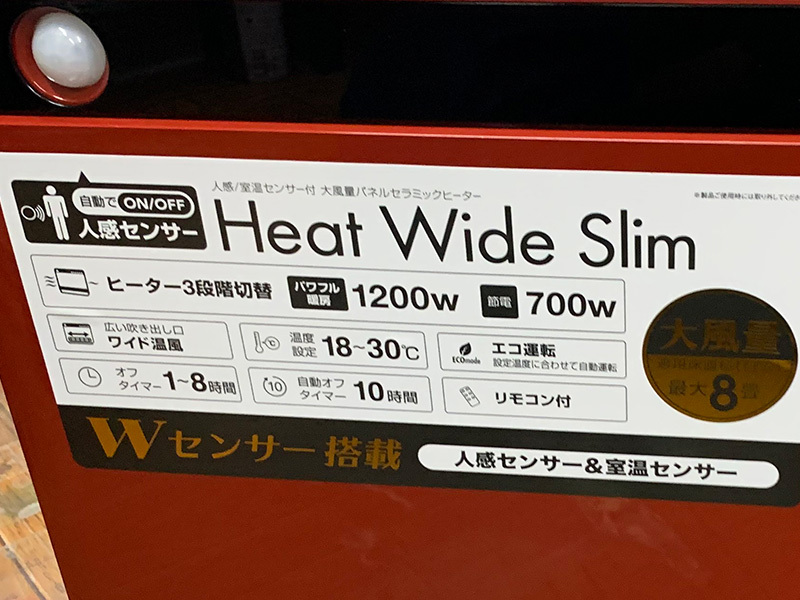 ※製品ご使用時には取り外してくださ
人感/室温センサー付 大風量パネルセラミックヒーター
自動で ON/OFF
人感センサー
Heat Wide Slim
ヒーター3段階切替 パワフル暖房 1200w 節電 700w
広い吹き出し口
ワイド温風
温度設定 18~30℃
ECOmode
エコ運転
設定温度に合わせて自動運転
オフタイマー 1~8時間
10
自動オフタイマー 10時間
リモコン付
大風量
最大8畳
Wセンサー搭載 人感センサー&室温センサー